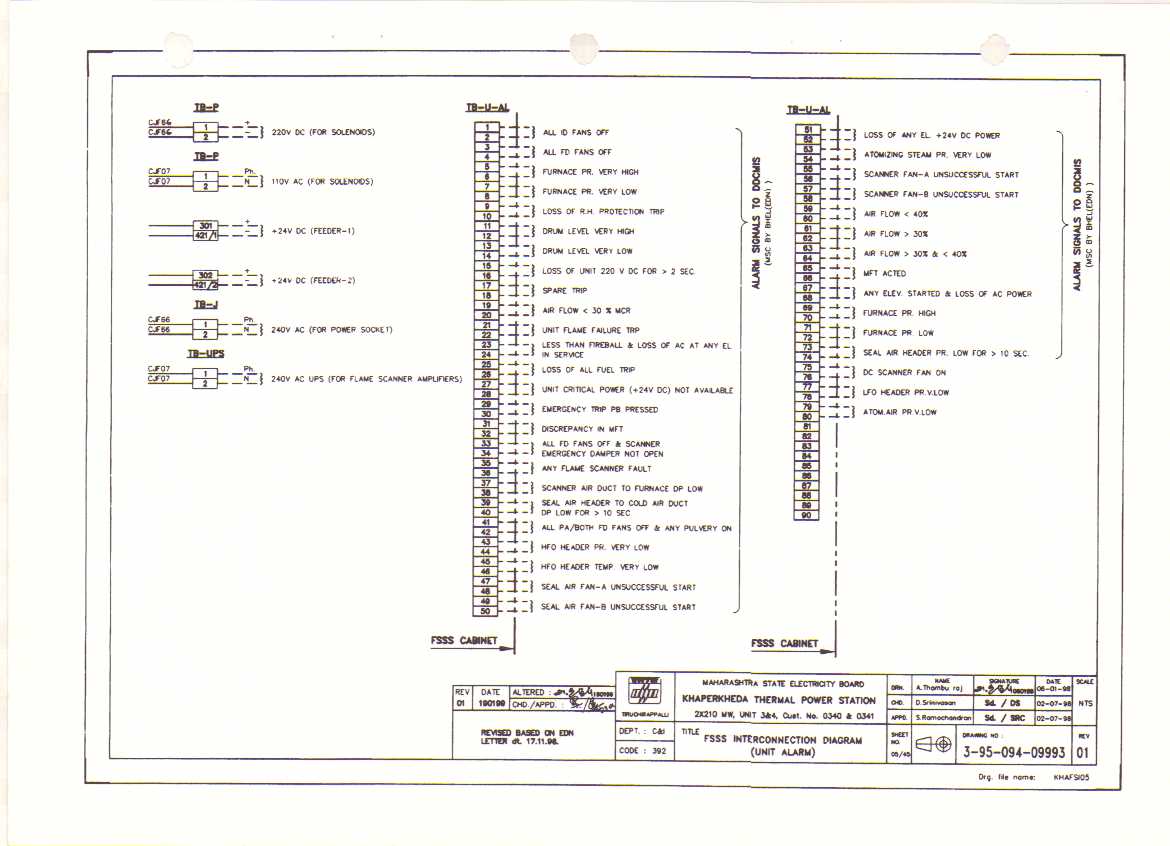 TB-P
CJF66
CJF66
1
2
+
-
220V DC (FOR SOLENOIDS)
TB-P
CJF07
CJF07
1
2
Ph.
N
110V AC (FOR SOLENOIDS)
301
421/1
+
-
+24V DC (FEEDER-1)
302
421/2
+
-
+24V DC (FEEDER-2)
TB-J
CJF66
CJF66
1
2
Ph
N
240V AC (FOR POWER SOCKET)
TB-UPS
CJF07
CJF07
1
2
Ph.
N
240V AC UPS (FOR FLAME SCANNER AMPLIFIERS)
TB-U-AL
1
2
ALL ID FANS OFF
3
4
ALL FD FANS OFF
5
6
FURNACE PR. VERY HIGH
7
8
FURNACE PR. VERY LOW
9
10
LOSS OF R.H. PROTECTION TRIP
11
12
DRUM LEVEL VERY HIGH
13
14
DRUM LEVEL VERY LOW
15
16
LOSS OF UNIT 220 V DC FOR > 2 SEC
17
18
SPARE TRIP
19
20
AIR FLOW < 30 % MCR
21
22
UNIT FLAME FAILURE TRP
23
24
LESS THAN FIREBALL & LOSS OF AC AT ANY EL
IN SERVICE
25
26
LOSS OF ALL FUEL TRIP
27
28
UNIT CRITICAL POWER (+24V DC) NOT AVAILABLE
29
30
EMERGENCY TRIP PB PRESSED
31
32
DISCREPANCY IN MFT
33
34
ALL FD FANS OFF & SCANNER
EMERGENCY DAMPER NOT OPEN
35
36
ANY FLAME SCANNER FAULT
37
38
SCANNER AIR DUCT TO FURNACE DP LOW
39
40
SEAL AIR HEADER TO COLD AIR DUCT
DP LOW FOR > 10 SEC
41
42
ALL PA/BOTH FD FANS OFF & ANY PULVERY ON
43
44
HFO HEADER PR. VERY LOW
45
46
HFO HEADER TEMP. VERY LOW
47
48
SEAL AIR FAN-A UNSUCCESSFUL START
49
50
SEAL AIR FAN-B UNSUCCESSFUL START
FSSS CABINET
ALARM SIGNALS TO DDCMIS
(MSC BY BHEL(EDN) )
TB-U-AL
51
52
LOSS OF ANY EL. +24V DC POWER
53
54
ATOMIZING STEAM PR. VERY LOW
55
56
SCANNER FAN-A UNSUCCESSFUL START
57
58
SCANNER FAN-B UNSUCCESSFUL START
59
60
AIR FLOW < 40%
61
62
AIR FLOW > 30%
63
64
AIR FLOW > 30% & < 40%
65
66
MFT ACTED
67
68
ANY ELEV. STARTED & LOSS OF AC POWER
69
70
FURNACE PR. HIGH
71
72
FURNACE PR. LOW
73
74
SEAL AIR HEADER PR. LOW FOR > 10 SEC.
75
76
DC SCANNER FAN ON
77
78
LFO HEADER PR.V.LOW
79
80
ATOM.AIR PR.V.LOW
81
82
83
84
85
86
87
88
89
90
FSSS CABINET
ALARM SIGNALS TO DDCMIS
(MSC BY BHEL(EDN) )
REV DATE ALTERED :
01 190199 CHD./APPD. :
REVISED BASED ON EDN
LETTER dt. 17.11.98.
TIRUCHIRAPPALLI
DEPT. : C&I
CODE : 392
MAHARASHTRA STATE ELECTRICITY BOARD
KHAPERKHEDA THERMAL POWER STATION
2X210 MW, UNIT 3&4, Cust. No. 0340 & 0341
TITLE
FSSS INTERCONNECTION DIAGRAM
(UNIT ALARM)
NAME SIGNATURE DATE SCALE
DRN. A.Thambu raj 06-01-98
CHD. D.Srinivasan Sd. / DS 02-07-98 NTS
APPD. S.Ramachandran Sd. / SRC 02-07-98
SHEET NO.
05/45
DRAWING NO :
3-95-094-09993
REV
01
Drg. file name: KHAFSI05